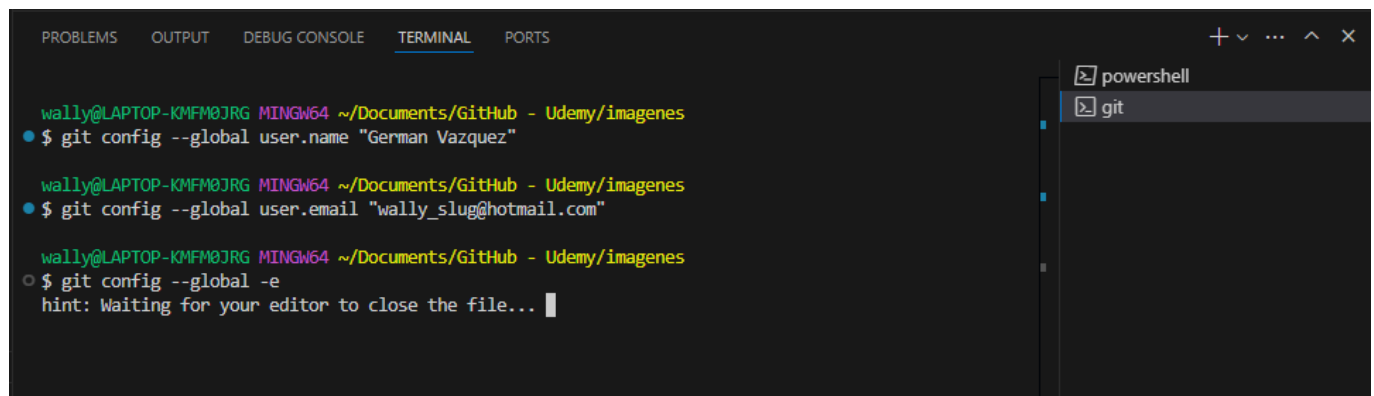 PROBLEMS OUTPUT DEBUG CONSOLE TERMINAL PORTS
powershell
git
wally@LAPTOP-KMFM0JRG MINGW64 ~/Documents/GitHub - Udemy/imagenes
$ git config --global user.name "German Vazquez"
wally@LAPTOP-KMFM0JRG MINGW64 ~/Documents/GitHub - Udemy/imagenes
$ git config --global user.email "wally_slug@hotmail.com"
wally@LAPTOP-KMFM0JRG MINGW64 ~/Documents/GitHub - Udemy/imagenes
$ git config --global -e
hint: Waiting for your editor to close the file...